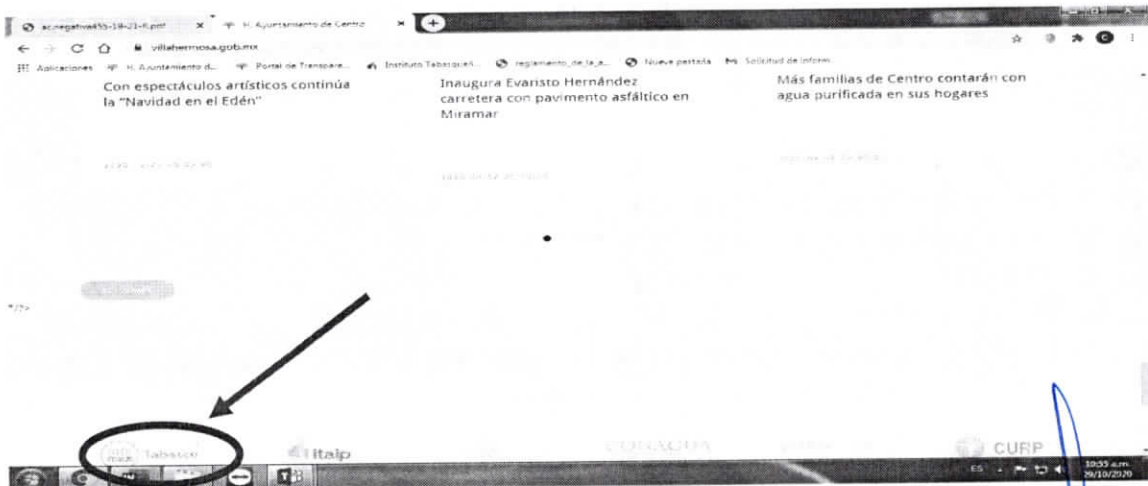 ac.negativa455-19-21-R.pdf
H. Ayuntamiento de Centro
villahermosa.gob.mx
Aplicaciones H. Ayuntamiento d... Portal de Transpare... Instituto Tabasqueñ... reglamento_de_la_a... Nueva pestaña Solicitud de Inform...
Con espectáculos artísticos continúa
la "Navidad en el Edén"
Inaugura Evaristo Hernández
carretera con pavimento asfáltico en
Miramar
Más familias de Centro contarán con
agua purificada en sus hogares
*/?>
Tabasco
itaip
CONAGUA
CURP
ES
10:55 a.m.
29/10/2020